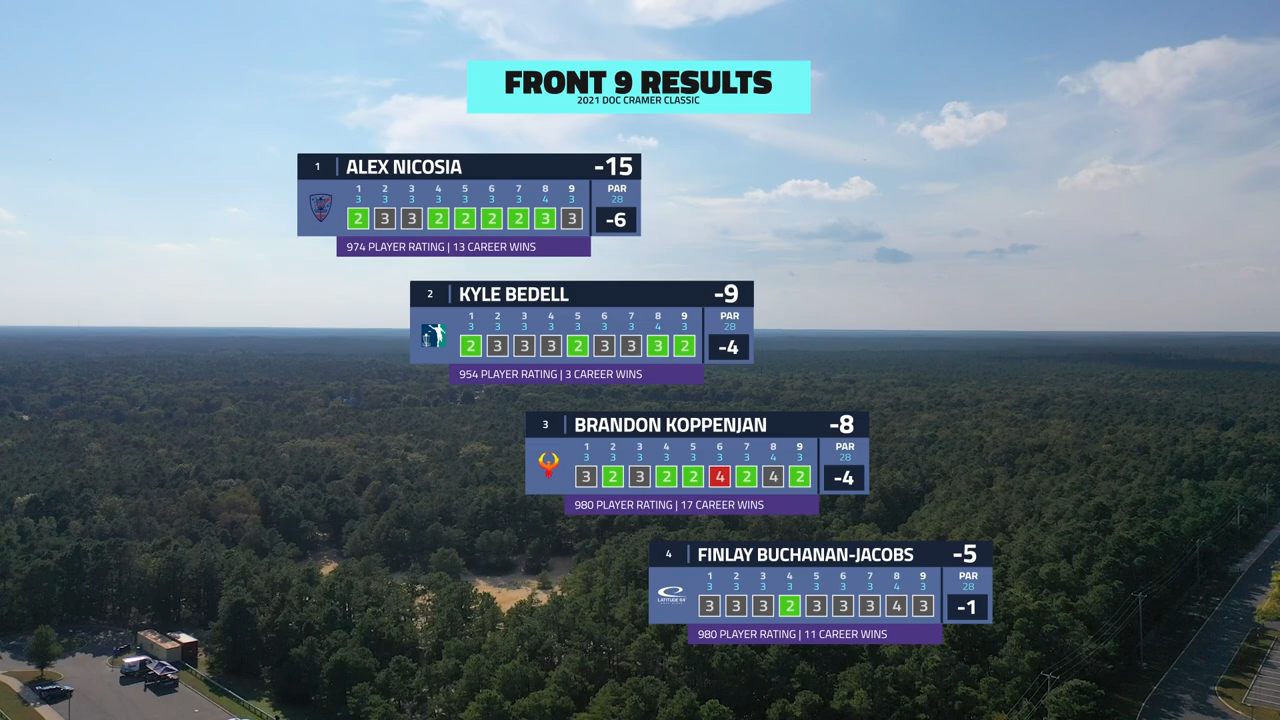 FRONT 9 RESULTS
2021 DOC CRAMER CLASSIC
1 ALEX NICOSIA -15
1 2 3 4 5 6 7 8 9 PAR
3 3 3 3 3 3 3 4 3 28
2 3 3 2 2 2 2 3 3 -6
974 PLAYER RATING | 13 CAREER WINS
2 KYLE BEDELL -9
1 2 3 4 5 6 7 8 9 PAR
3 3 3 3 3 3 3 4 3 28
2 3 3 3 2 3 3 3 2 -4
954 PLAYER RATING | 3 CAREER WINS
3 BRANDON KOPPENJAN -8
1 2 3 4 5 6 7 8 9 PAR
3 3 3 3 3 3 3 4 3 28
3 2 3 2 2 4 2 4 2 -4
980 PLAYER RATING | 17 CAREER WINS
4 FINLAY BUCHANAN-JACOBS -5
1 2 3 4 5 6 7 8 9 PAR
3 3 3 3 3 3 3 4 3 28
LATITUDE 64°
3 3 3 2 3 3 3 4 3 -1
980 PLAYER RATING | 11 CAREER WINS